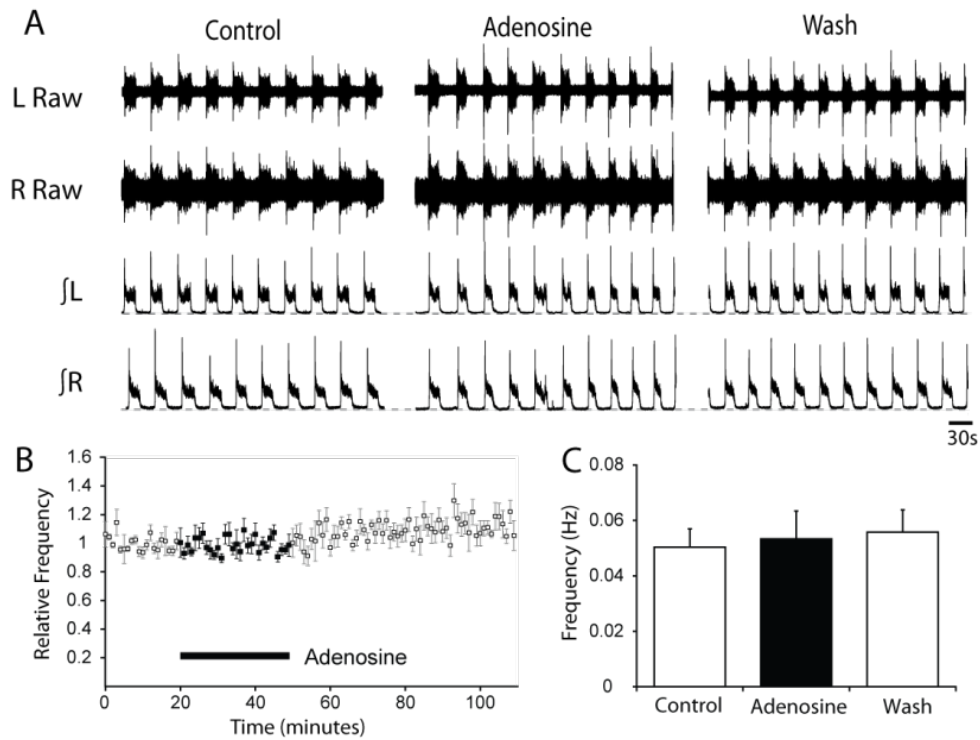 A
Control
Adenosine
Wash
L Raw
R Raw
∫L
∫R
30s
B
1.6
1.4
1.2
1
0.8
0.6
0.4
0.2
Relative Frequency
Adenosine
0
20
40
60
80
100
Time (minutes)
C
0.08
0.06
0.04
0.02
0
Frequency (Hz)
Control
Adenosine
Wash